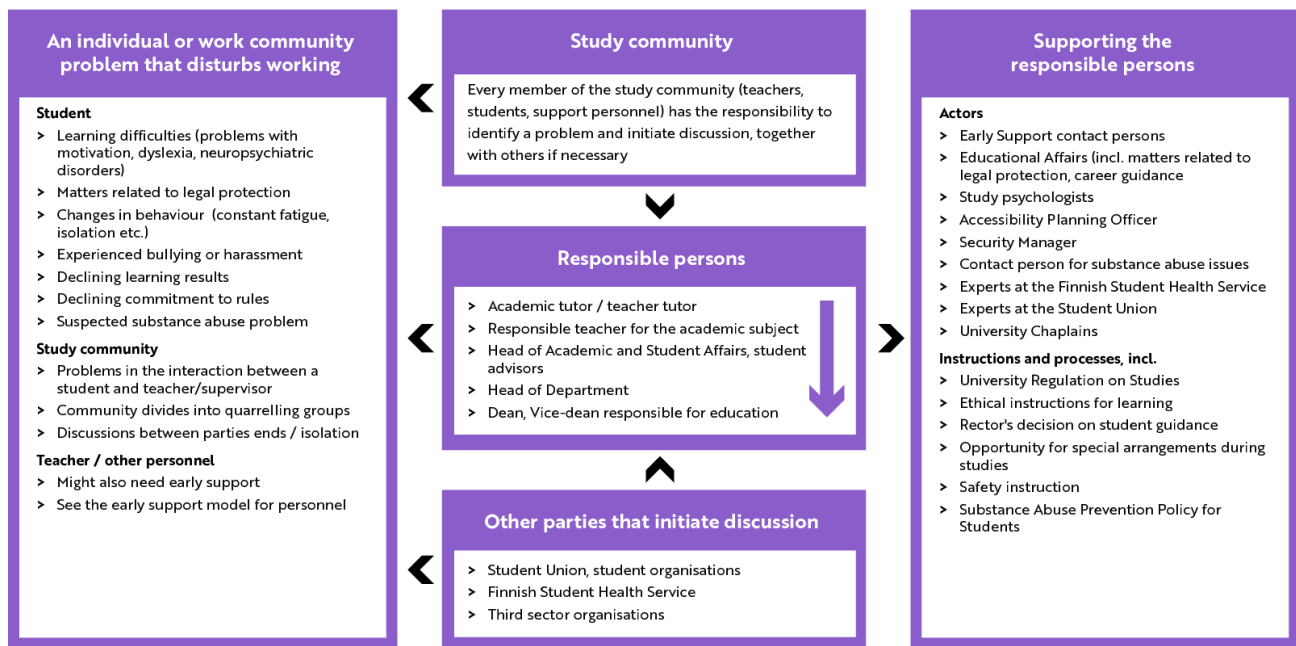 An individual or work community
problem that disturbs working
Student
> Learning difficulties (problems with
motivation, dyslexia, neuropsychiatric
disorders)
> Matters related to legal protection
> Changes in behaviour (constant fatigue,
isolation etc.)
> Experienced bullying or harassment
> Declining learning results
> Declining commitment to rules
> Suspected substance abuse problem
Study community
> Problems in the interaction between a
student and teacher/supervisor
> Community divides into quarrelling groups
> Discussions between parties ends / isolation
Teacher / other personnel
> Might also need early support
> See the early support model for personnel
Study community
Every member of the study community (teachers,
students, support personnel) has the responsibility to
identify a problem and initiate discussion, together
with others if necessary
Responsible persons
> Academic tutor / teacher tutor
> Responsible teacher for the academic subject
> Head of Academic and Student Affairs, student
advisors
> Head of Department
> Dean, Vice-dean responsible for education
Other parties that initiate discussion
> Student Union, student organisations
> Finnish Student Health Service
> Third sector organisations
Supporting the
responsible persons
Actors
> Early Support contact persons
> Educational Affairs (incl. matters related to
legal protection, career guidance
> Study psychologists
> Accessibility Planning Officer
> Security Manager
> Contact person for substance abuse issues
> Experts at the Finnish Student Health Service
> Experts at the Student Union
> University Chaplains
Instructions and processes, incl.
> University Regulation on Studies
> Ethical instructions for learning
> Rector's decision on student guidance
> Opportunity for special arrangements during
studies
> Safety instruction
> Substance Abuse Prevention Policy for
Students